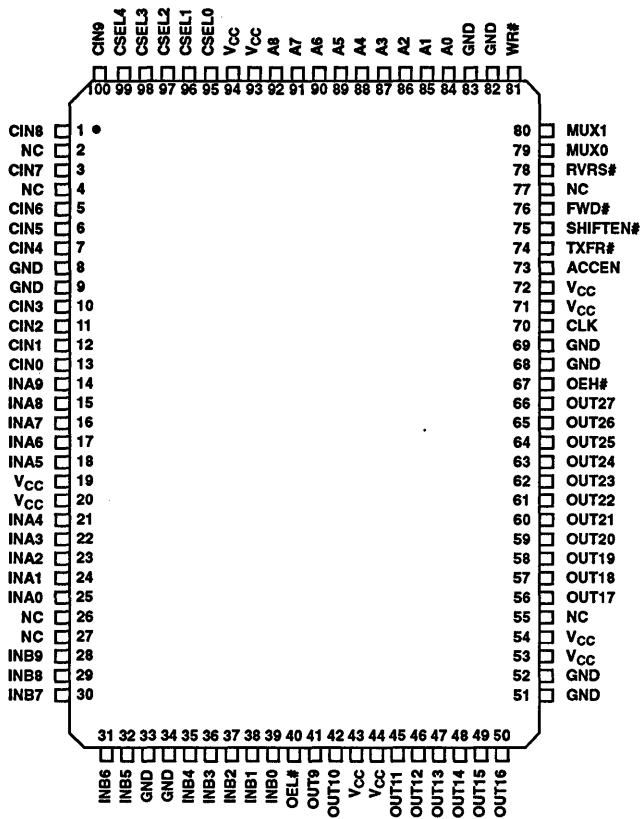 CIN9 CSEL4 CSEL3 CSEL2 CSEL1 CSEL0 VCC VCC A8 A7 A6 A5 A4 A3 A2 A1 A0 GND GND WR#
100 99 98 97 96 95 94 93 92 91 90 89 88 87 86 85 84 83 82 81
CIN8 1 80 MUX1
NC 2 79 MUX0
CIN7 3 78 RVRS#
NC 4 77 NC
CIN6 5 76 FWD#
CIN5 6 75 SHIFTEN#
CIN4 7 74 TXFR#
GND 8 73 ACCEN
GND 9 72 VCC
CIN3 10 71 VCC
CIN2 11 70 CLK
CIN1 12 69 GND
CIN0 13 68 GND
INA9 14 67 OEH#
INA8 15 66 OUT27
INA7 16 65 OUT26
INA6 17 64 OUT25
INA5 18 63 OUT24
VCC 19 62 OUT23
VCC 20 61 OUT22
INA4 21 60 OUT21
INA3 22 59 OUT20
INA2 23 58 OUT19
INA1 24 57 OUT18
INA0 25 56 OUT17
NC 26 55 NC
NC 27 54 VCC
INB9 28 53 VCC
INB8 29 52 GND
INB7 30 51 GND
31 32 33 34 35 36 37 38 39 40 41 42 43 44 45 46 47 48 49 50
INB6 INB5 GND GND INB4 INB3 INB2 INB1 INB0 OEL# OUT9 OUT10 VCC VCC OUT11 OUT12 OUT13 OUT14 OUT15 OUT16